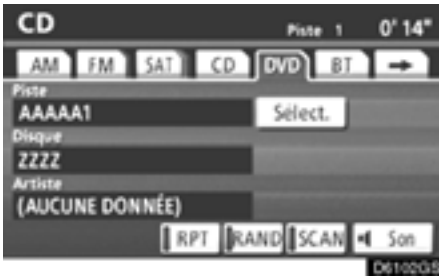 CD Piste 1 0'14"
AM FM SAT CD DVD BT
Piste
AAAAA1 Sélect.
Disque
ZZZZ
Artiste
(AUCUNE DONNÉE)
RPT RAND SCAN Son